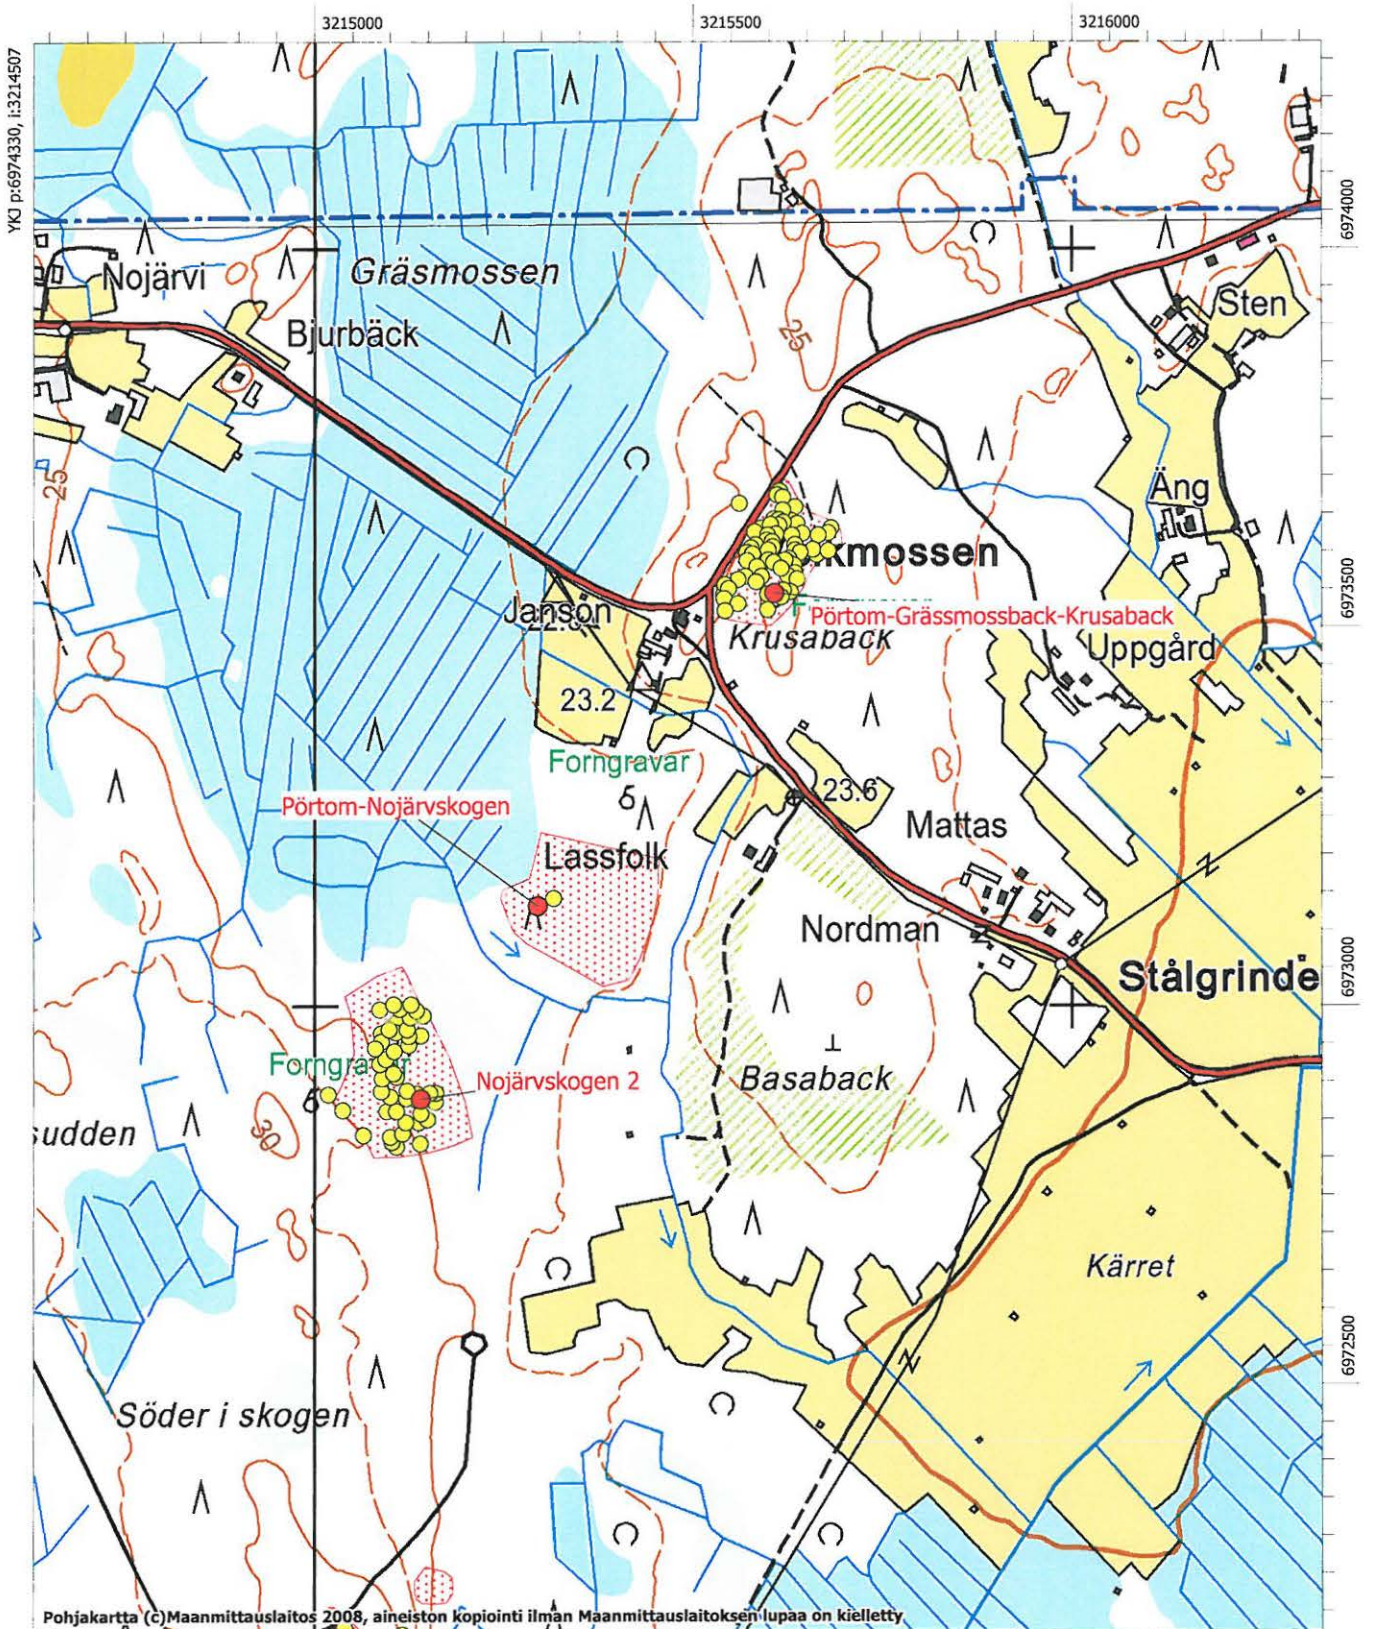 3215000
3215500
3216000
YKJ p:6974330, i:3214507
6974000
Nojärvi
Gräsmossen
Bjurbäck
25
Sten
25
Äng
kmossen
6973500
Janson
Pörtom-Grässmossback-Krusaback
Krusaback
Uppgård
23.2
Forngravar
23.6
Pörtom-Nojärvskogen
Mattas
Lassfolk
Nordman
Stålgrinde
6973000
Forngravar
Nojärvskogen 2
Basaback
30
sudden
Kärret
6972500
Söder i skogen
Pohjakartta (c)Maanmittauslaitos 2008, aineiston kopiointi ilman Maanmittauslaitoksen lupaa on kielletty